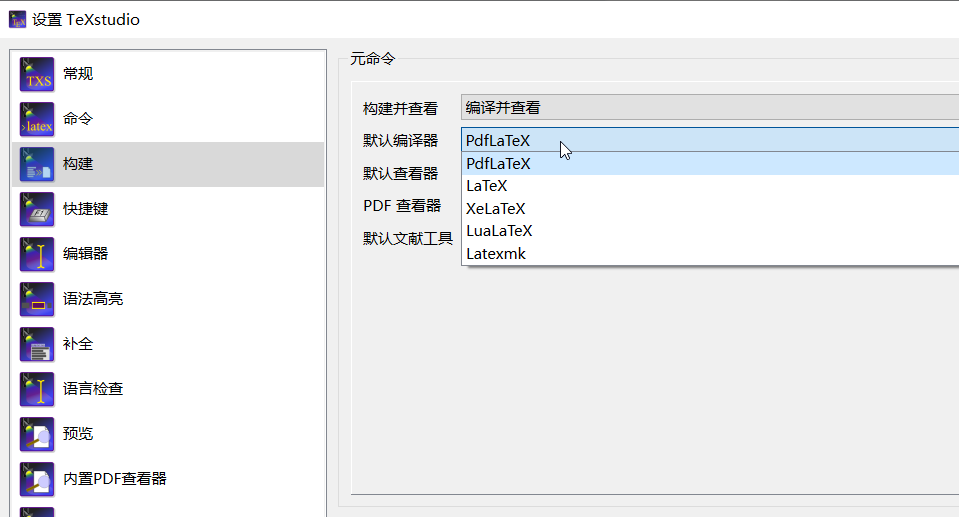 设置 TeXstudio
TXS
常规
>latex
命令
构建
快捷键
编辑器
语法高亮
补全
语言检查
预览
内置PDF查看器
元命令
构建并查看
编译并查看
默认编译器
PdfLaTeX
PdfLaTeX
默认查看器
LaTeX
XeLaTeX
PDF 查看器
LuaLaTeX
默认文献工具
Latexmk